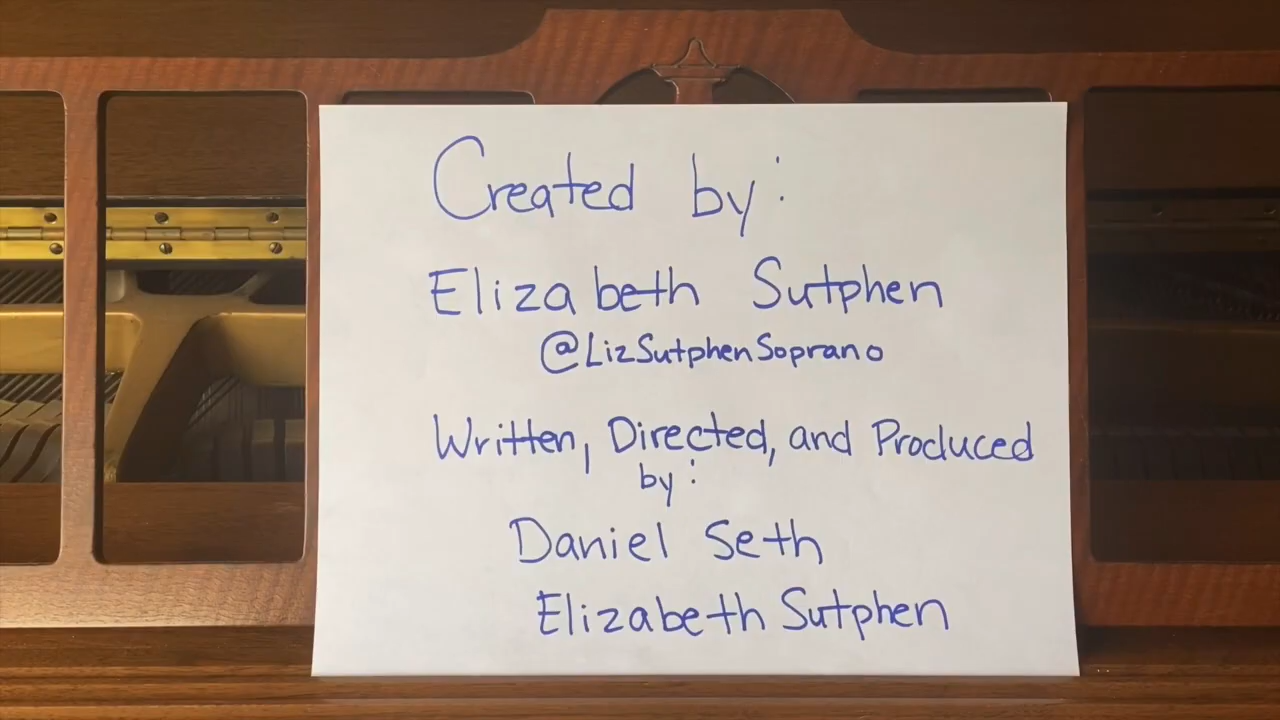 Created by:
Elizabeth Sutphen
@LizSutphenSoprano
Written, Directed, and Produced
by:
Daniel Seth
Elizabeth Sutphen